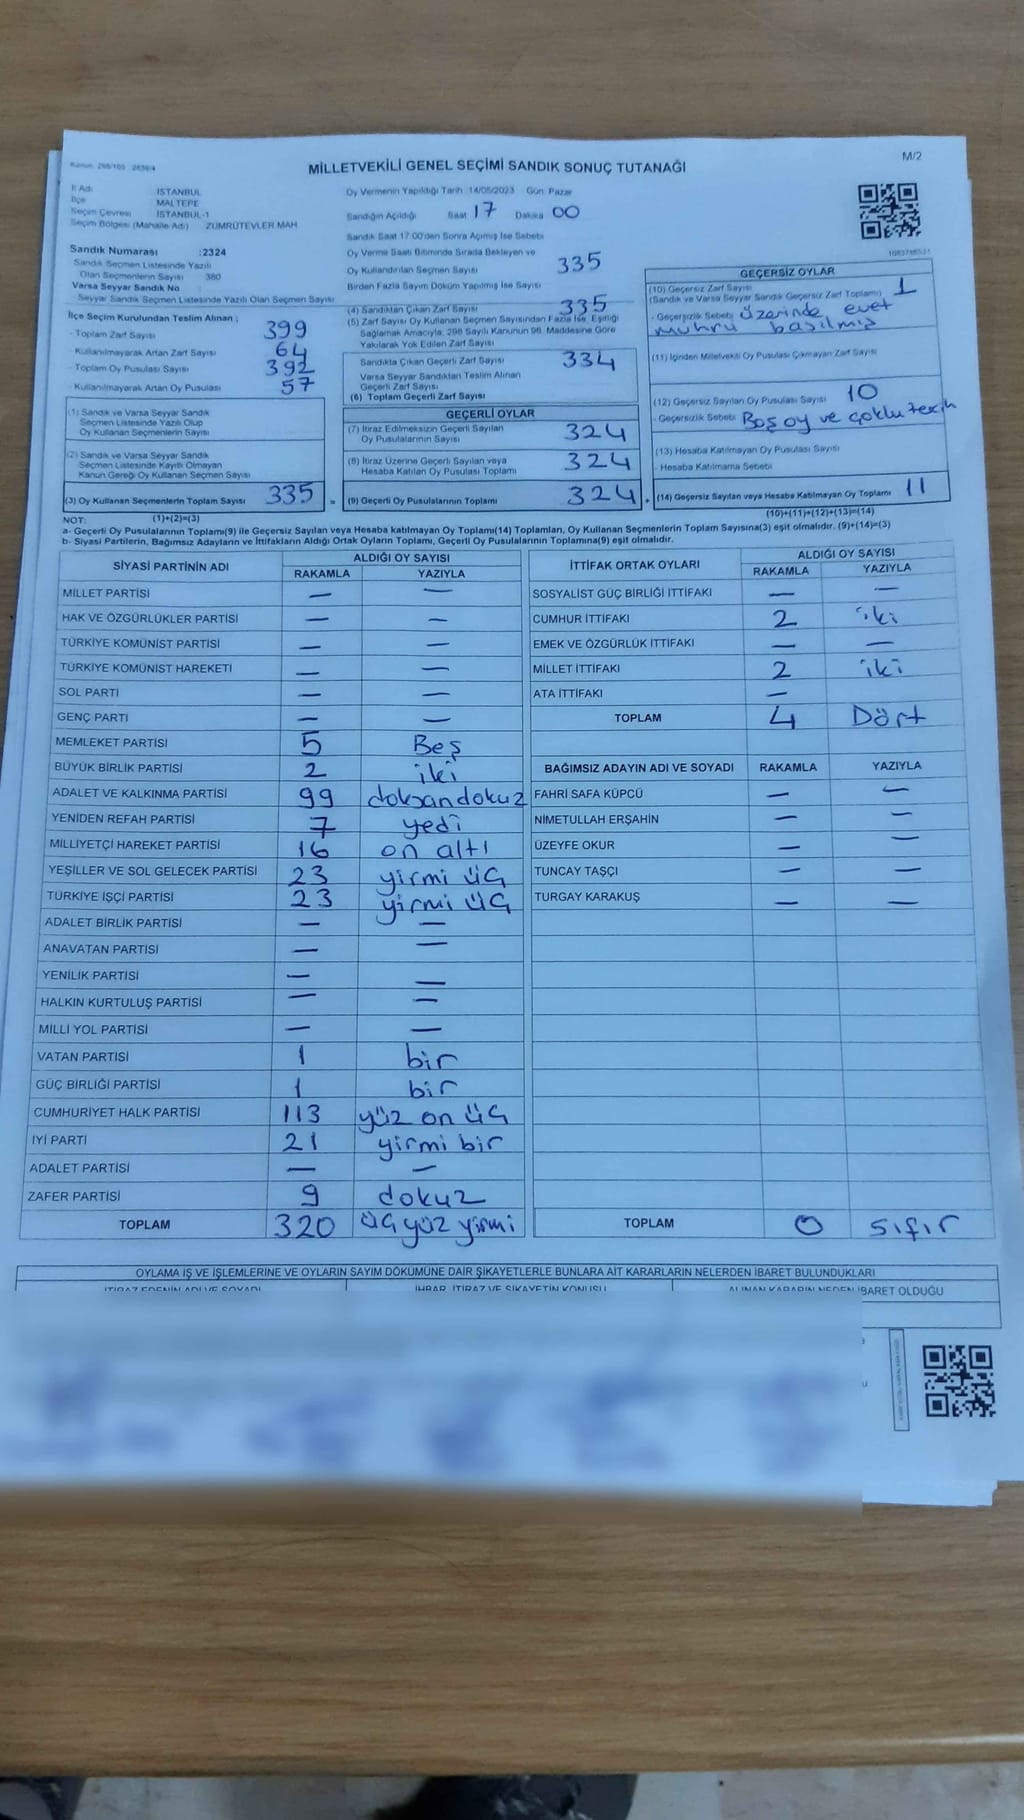 MİLLETVEKİLİ GENEL SEÇİMİ SANDIK SONUÇ TUTANAĞI
M/2
İl Adı İSTANBUL
İlçe MALTEPE
Seçim Çevresi İSTANBUL-1
Seçim Bölgesi (Mahalle Adı) ZÜMRÜTEVLER MAH
Oy Vermenin Yapıldığı Tarih 14/05/2023 Gün Pazar
Sandığın Açıldığı Saat 17 Dakika 00
Sandık Saat 17:00'den Sonra Açımış İse Sebebi
Sandık Numarası :2324
Sandık Seçmen Listesinde Yazılı
Olan Seçmenlerin Sayısı 380
Varsa Seyyar Sandık No
Seyyar Sandık Seçmen Listesinde Yazılı Olan Seçmen Sayısı
Oy Verme Saati Bitiminde Sırada Bekleyen ve
Oy Kullandırılan Seçmen Sayısı 335
Birden Fazla Sayım Döküm Yapılmış İse Sayısı
İlçe Seçim Kurulundan Teslim Alınan ;
- Toplam Zarf Sayısı 399
- Kullanılmayarak Artan Zarf Sayısı 64
- Toplam Oy Pusulası Sayısı 392
- Kullanılmayarak Artan Oy Pusulası 57
(1) Sandık ve Varsa Seyyar Sandık
Seçmen Listesinde Yazılı Olup
Oy Kullanan Seçmenlerin Sayısı
(2) Sandık ve Varsa Seyyar Sandık
Seçmen Listesinde Kayıtlı Olmayan
Kanun Gereği Oy Kullanan Seçmen Sayısı
(3) Oy Kullanan Seçmenlerin Toplam Sayısı 335 =
(4) Sandıktan Çıkan Zarf Sayısı 335
(5) Zarf Sayısı Oy Kullanan Seçmen Sayısından Fazla İse, Eşitliği
Sağlamak Amacıyla, 298 Sayılı Kanunun 98. Maddesine Göre
Yakılarak Yok Edilen Zarf Sayısı
Sandıkta Çıkan Geçerli Zarf Sayısı 334
Varsa Seyyar Sandıktan Teslim Alınan
Geçerli Zarf Sayısı
(6) Toplam Geçerli Zarf Sayısı
GEÇERLİ OYLAR
(7) İtiraz Edilmeksizin Geçerli Sayılan
Oy Pusulalarının Sayısı 324
(8) İtiraz Üzerine Geçerli Sayılan veya
Hesaba Katılan Oy Pusulası Toplamı 324
(9) Geçerli Oy Pusulalarının Toplamı 324 +
GEÇERSİZ OYLAR
(10) Geçersiz Zarf Sayısı
(Sandık ve Varsa Seyyar Sandık Geçersiz Zarf Toplamı) 1
- Geçersizlik Sebebi üzerinde evet
mührü basılmış
(11) İçinden Milletvekili Oy Pusulası Çıkmayan Zarf Sayısı
(12) Geçersiz Sayılan Oy Pusulası Sayısı 10
- Geçersizlik Sebebi Boş oy ve çoklu tercih
(13) Hesaba Katılmayan Oy Pusulası Sayısı
- Hesaba Katılmama Sebebi
(14) Geçersiz Sayılan veya Hesaba Katılmayan Oy Toplamı 11
(10)+(11)+(12)+(13)=(14)
NOT: (1)+(2)=(3)
a- Geçerli Oy Pusulalarının Toplamı(9) ile Geçersiz Sayılan veya Hesaba katılmayan Oy Toplamı(14) Toplamları, Oy Kullanan Seçmenlerin Toplam Sayısına(3) eşit olmalıdır. (9)+(14)=(3)
b- Siyasi Partilerin, Bağımsız Adayların ve İttifakların Aldığı Ortak Oyların Toplamı, Geçerli Oy Pusulalarının Toplamına(9) eşit olmalıdır.
SİYASİ PARTİNİN ADI ALDIĞI OY SAYISI
RAKAMLA YAZIYLA
MİLLET PARTİSİ — —
HAK VE ÖZGÜRLÜKLER PARTİSİ — —
TÜRKİYE KOMÜNİST PARTİSİ — —
TÜRKİYE KOMÜNİST HAREKETİ — —
SOL PARTİ — —
GENÇ PARTİ — —
MEMLEKET PARTİSİ 5 Beş
BÜYÜK BİRLİK PARTİSİ 2 iki
ADALET VE KALKINMA PARTİSİ 99 doksandokuz
YENİDEN REFAH PARTİSİ 7 yedi
MİLLİYETÇİ HAREKET PARTİSİ 16 on altı
YEŞİLLER VE SOL GELECEK PARTİSİ 23 yirmi üç
TÜRKİYE İŞÇİ PARTİSİ 23 yirmi üç
ADALET BİRLİK PARTİSİ — —
ANAVATAN PARTİSİ — —
YENİLİK PARTİSİ — —
HALKIN KURTULUŞ PARTİSİ — —
MİLLİ YOL PARTİSİ — —
VATAN PARTİSİ 1 bir
GÜÇ BİRLİĞİ PARTİSİ 1 bir
CUMHURİYET HALK PARTİSİ 113 yüz on üç
İYİ PARTİ 21 yirmi bir
ADALET PARTİSİ — —
ZAFER PARTİSİ 9 dokuz
TOPLAM 320 üçyüz yirmi
İTTİFAK ORTAK OYLARI ALDIĞI OY SAYISI
RAKAMLA YAZIYLA
SOSYALİST GÜÇ BİRLİĞİ İTTİFAKI — —
CUMHUR İTTİFAKI 2 iki
EMEK VE ÖZGÜRLÜK İTTİFAKI — —
MİLLET İTTİFAKI 2 iki
ATA İTTİFAKI —
TOPLAM 4 Dört
BAĞIMSIZ ADAYIN ADI VE SOYADI RAKAMLA YAZIYLA
FAHRİ SAFA KÜPCÜ — —
NİMETULLAH ERŞAHİN — —
ÜZEYFE OKUR — —
TUNCAY TAŞÇI — —
TURGAY KARAKUŞ — —
TOPLAM 0 sıfır
OYLAMA İŞ VE İŞLEMLERİNE VE OYLARIN SAYIM DÖKÜMÜNE DAİR ŞİKAYETLERLE BUNLARA AİT KARARLARIN NELERDEN İBARET BULUNDUKLARI
İTİRAZ EDENİN ADI VE SOYADI İHBAR, İTİRAZ VE ŞİKAYETİN KONUSU ALINAN KARARIN NEDEN İBARET OLDUĞU